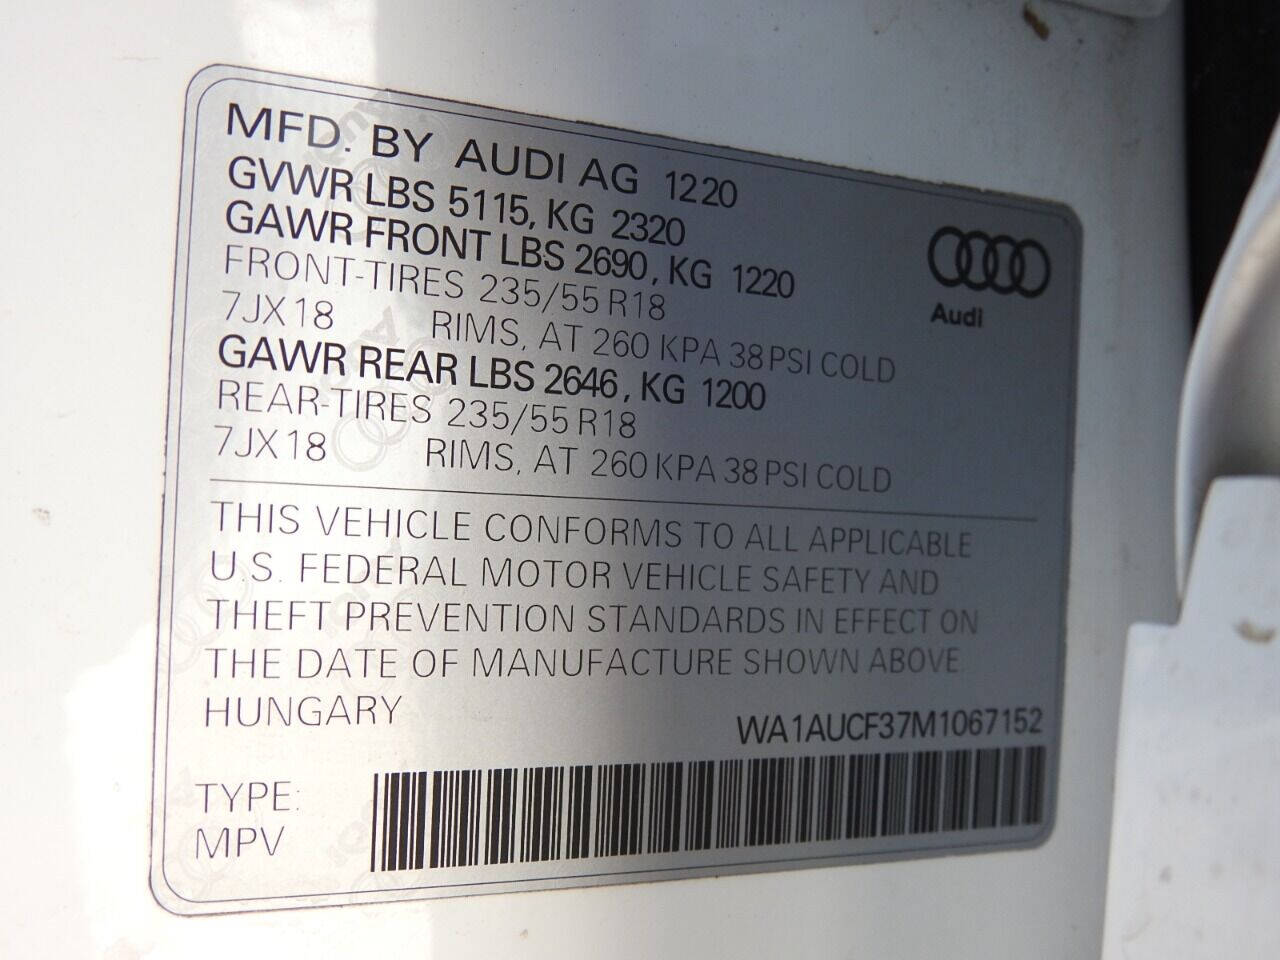 MFD. BY AUDI AG 1220
GVWR LBS 5115, KG 2320
GAWR FRONT LBS 2690, KG 1220
FRONT-TIRES 235/55 R18
7JX18 RIMS, AT 260 KPA 38 PSI COLD
GAWR REAR LBS 2646, KG 1200
REAR-TIRES 235/55 R18
7JX18 RIMS, AT 260 KPA 38 PSI COLD
Audi
THIS VEHICLE CONFORMS TO ALL APPLICABLE
U.S. FEDERAL MOTOR VEHICLE SAFETY AND
THEFT PREVENTION STANDARDS IN EFFECT ON
THE DATE OF MANUFACTURE SHOWN ABOVE
HUNGARY
WA1AUCF37M1067152
TYPE:
MPV